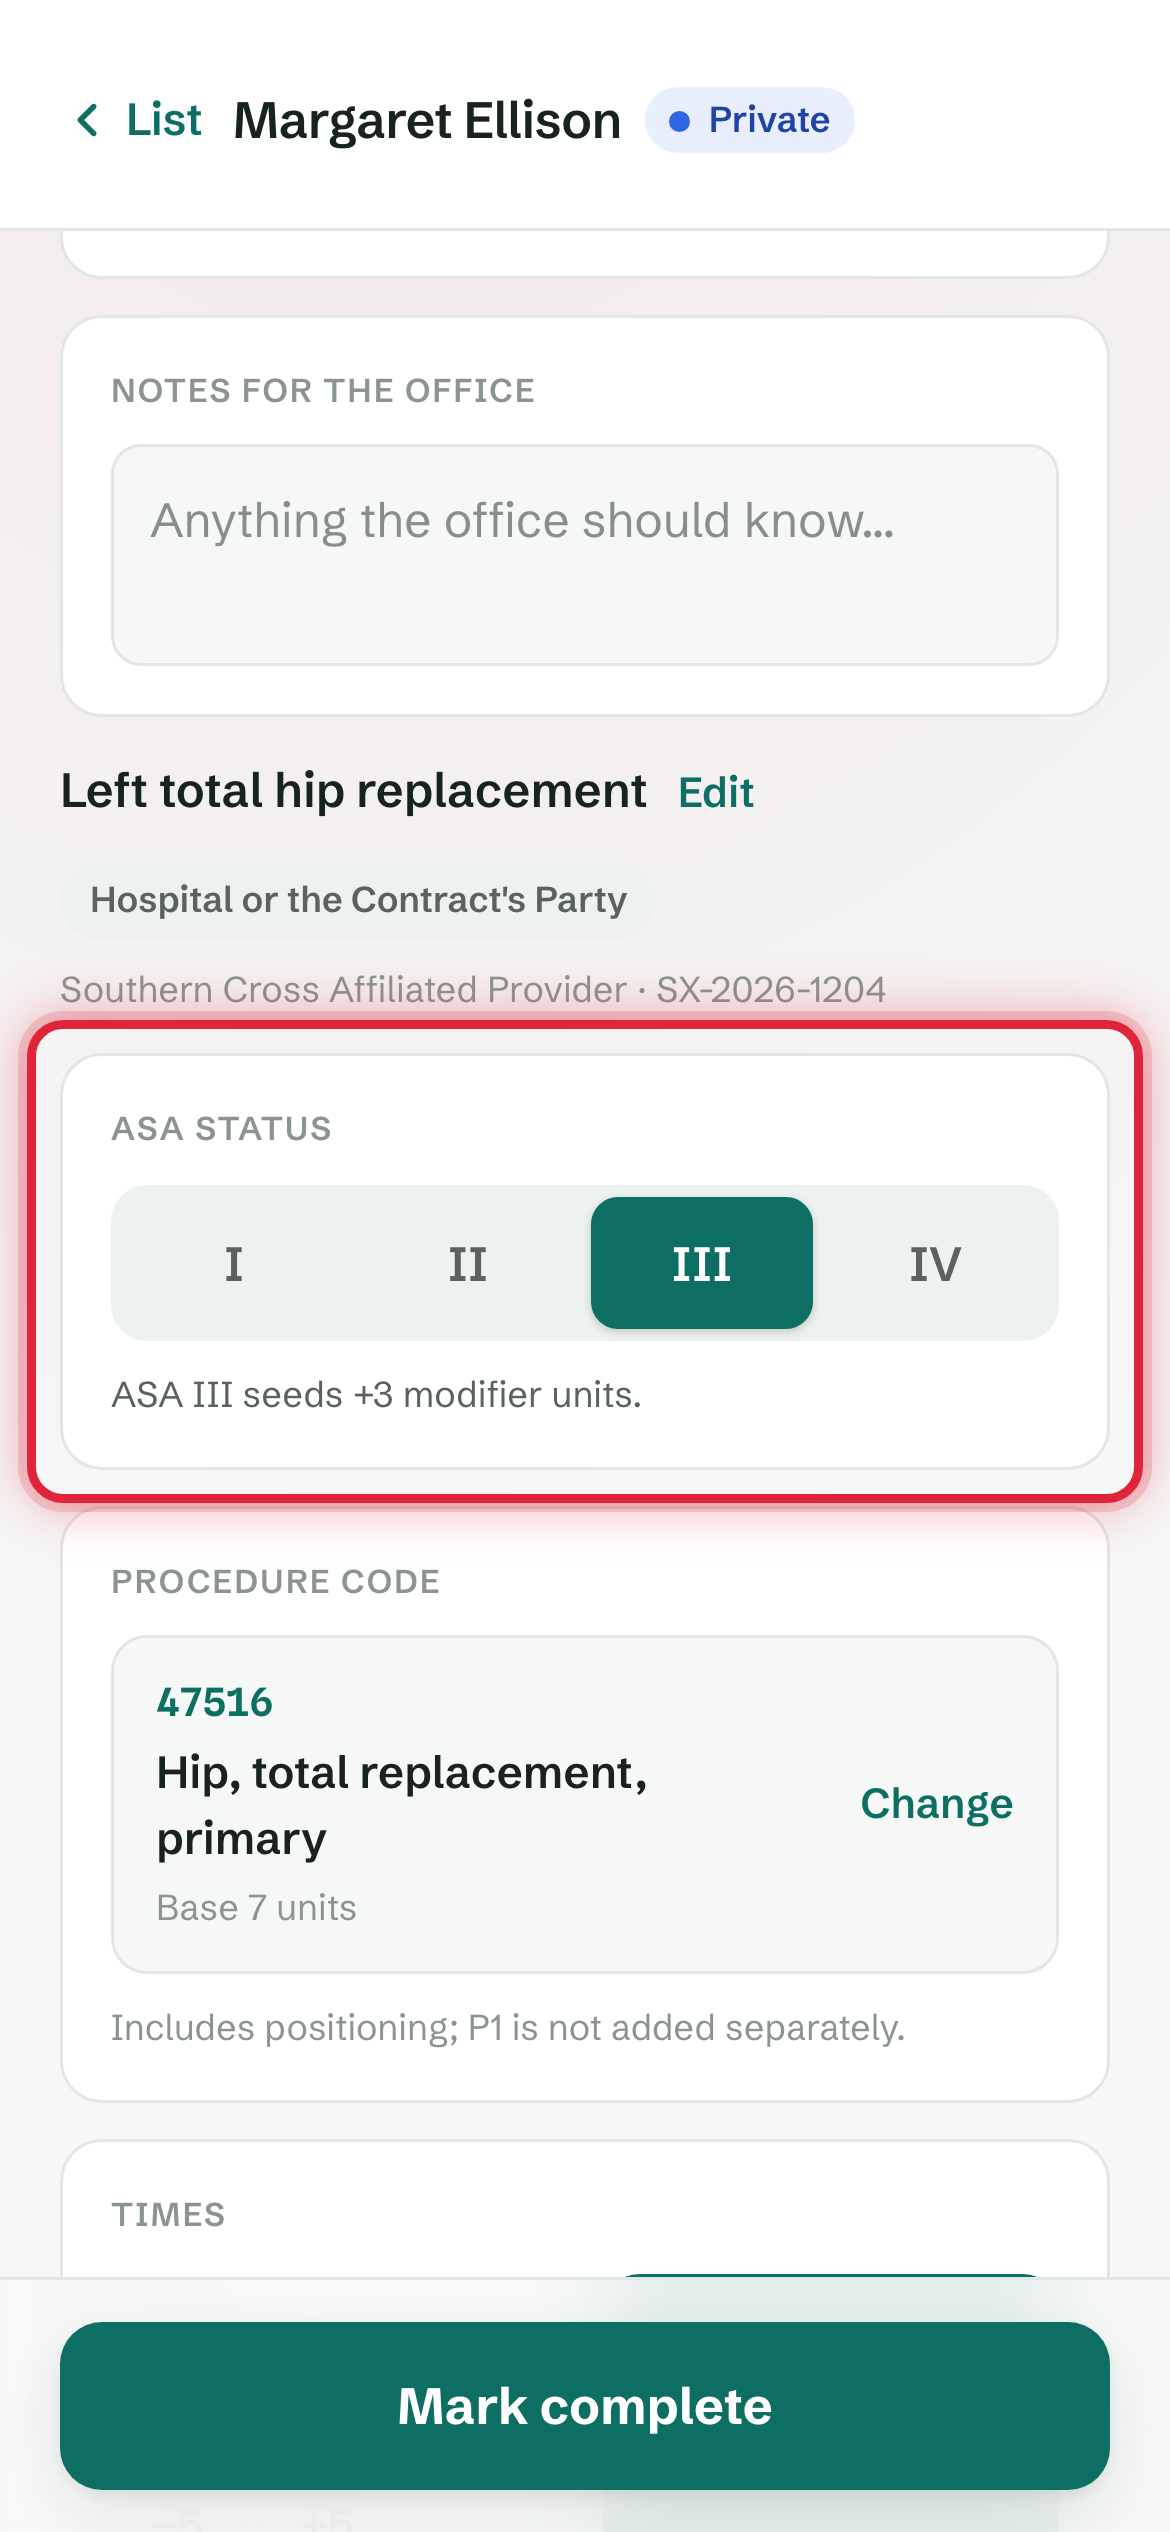 List Margaret Ellison Private
NOTES FOR THE OFFICE
Anything the office should know...
Left total hip replacement Edit
Hospital or the Contract's Party
Southern Cross Affiliated Provider · SX-2026-1204
ASA STATUS
I II III IV
ASA III seeds +3 modifier units.
PROCEDURE CODE
47516
Hip, total replacement,
primary
Change
Base 7 units
Includes positioning; P1 is not added separately.
TIMES
Mark complete
−5 +5